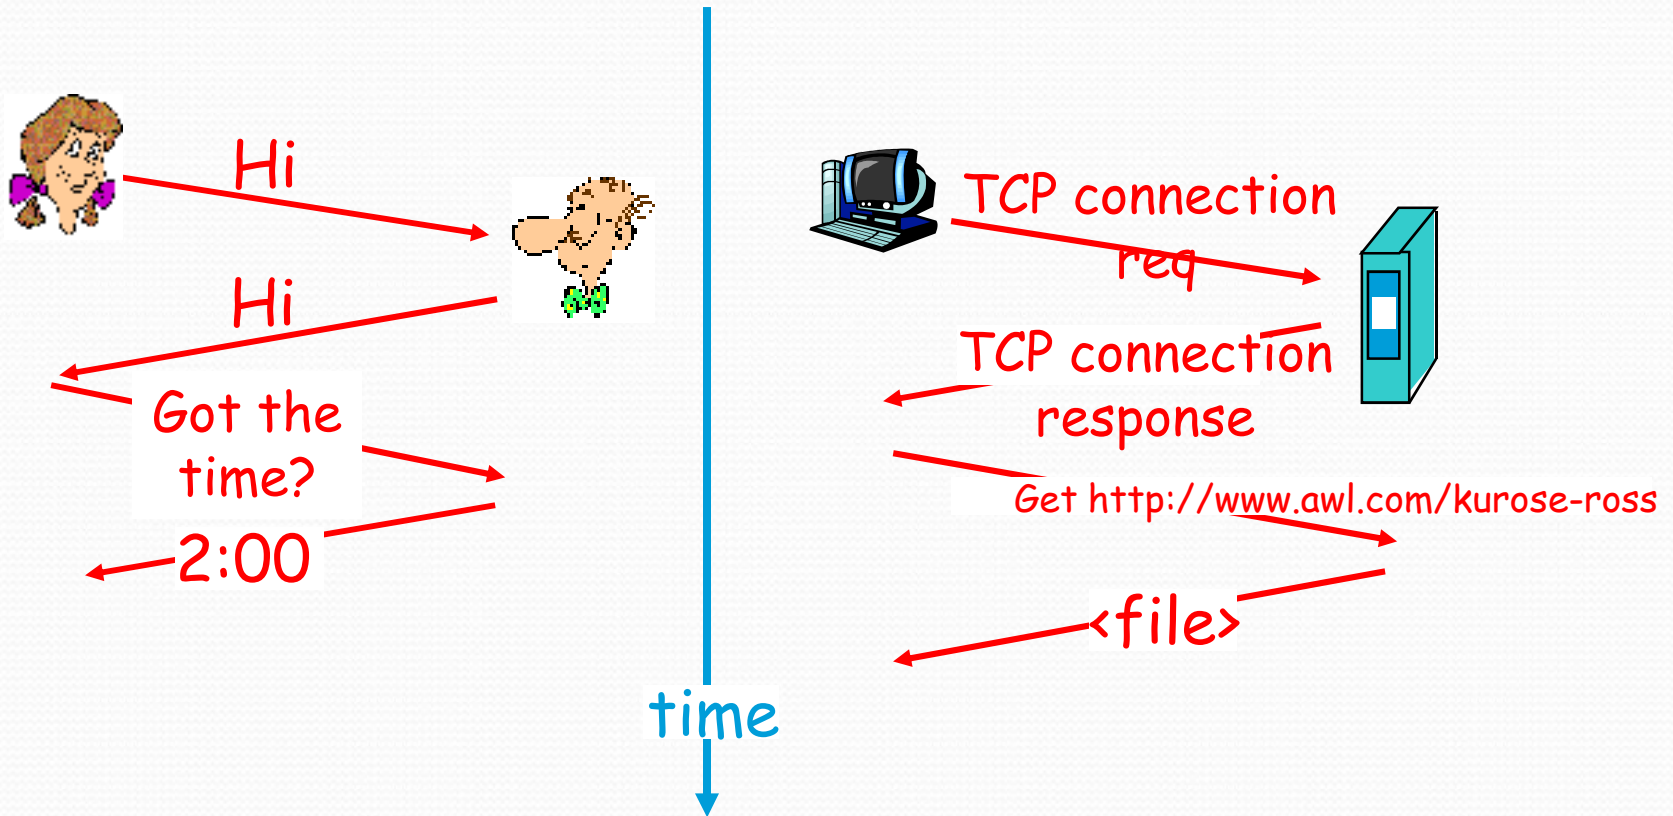 Hi
Hi
Got the
time?
2:00
TCP connection
req
TCP connection
response
Get http://www.awl.com/kurose-ross
<file>
time